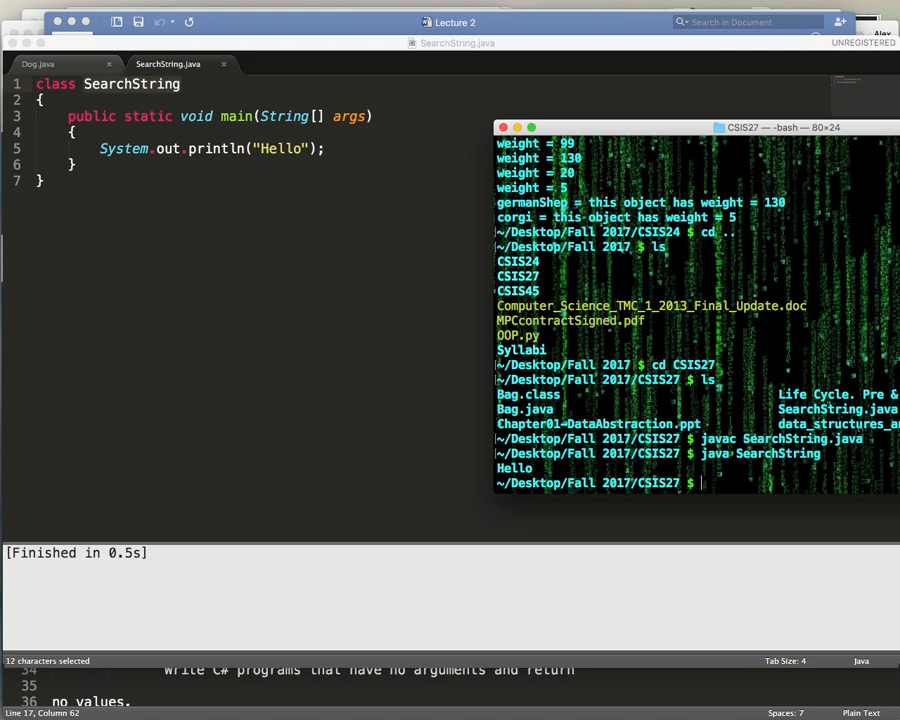 Lecture 2
Search in Document
Alex
SearchString.java
UNREGISTERED
Dog.java
SearchString.java
1 class SearchString
2 {
3 public static void main(String[] args)
4 {
5 System.out.println("Hello");
6 }
7 }
CSIS27 — -bash — 80×24
weight = 99
weight = 130
weight = 20
weight = 5
germanShep = this object has weight = 130
corgi = this object has weight = 5
~/Desktop/Fall 2017/CSIS24 $ cd ..
~/Desktop/Fall 2017 $ ls
CSIS24
CSIS27
CSIS45
Computer_Science_TMC_1_2013_Final_Update.doc
MPCcontractSigned.pdf
OOP.py
Syllabi
~/Desktop/Fall 2017 $ cd CSIS27
~/Desktop/Fall 2017/CSIS27 $ ls
Bag.class Life Cycle. Pre &
Bag.java SearchString.java
Chapter01-DataAbstraction.ppt data_structures_an
~/Desktop/Fall 2017/CSIS27 $ javac SearchString.java
~/Desktop/Fall 2017/CSIS27 $ java SearchString
Hello
~/Desktop/Fall 2017/CSIS27 $
[Finished in 0.5s]
12 characters selected
Tab Size: 4
Java
34 Write C# programs that have no arguments and return
35
36 no values.
Line 17, Column 62
Spaces: 7
Plain Text